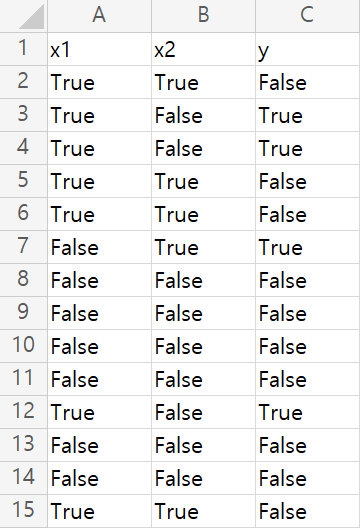 A B C
1 x1 x2 y
2 True True False
3 True False True
4 True False True
5 True True False
6 True True False
7 False True True
8 False False False
9 False False False
10 False False False
11 False False False
12 True False True
13 False False False
14 False False False
15 True True False